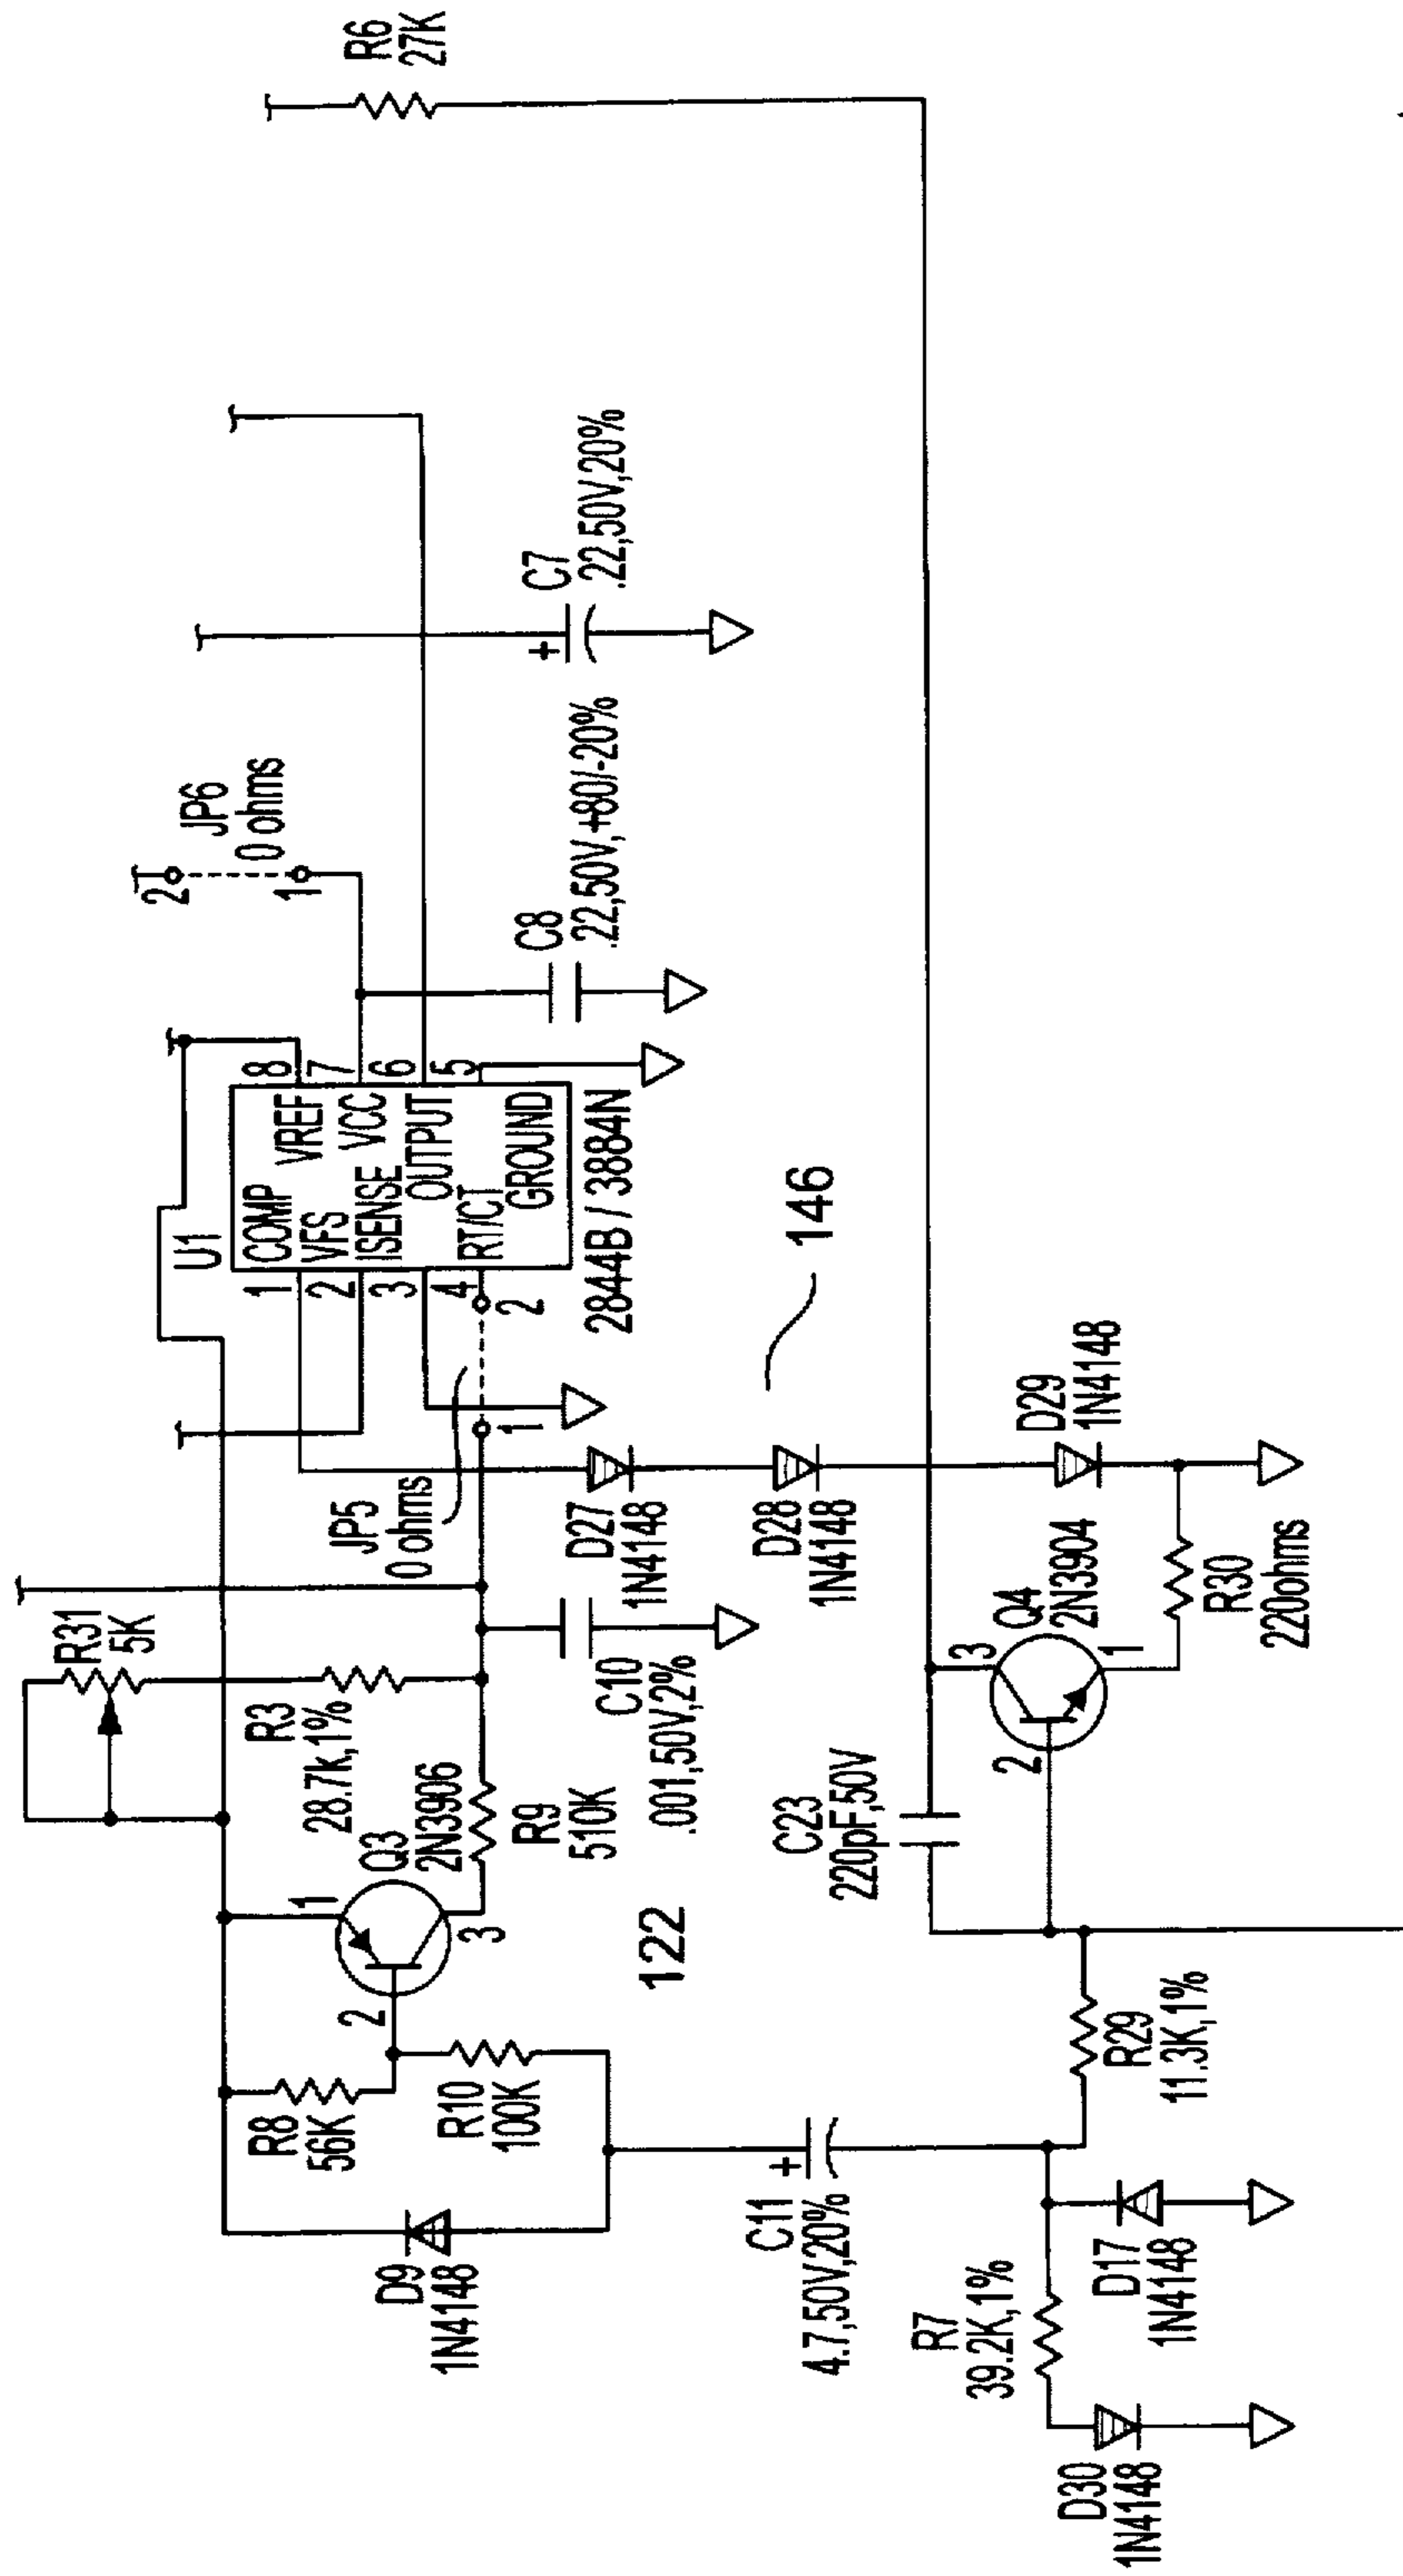 R6
27K
C7
.22,50V,20%
JP6
0 ohms
2
1
C8
.22,50V,+80/-20%
U1
1
2
3
4
COMP
VFS
ISENSE
RT/CT
VREF
VCC
OUTPUT
GROUND
8
7
6
5
2844B / 3884N
2
1
JP5
0 ohms
146
R31
5K
R3
28.7k,1%
Q3
2N3906
1
2
3
R9
510K
C10
.001,50V,2%
D27
1N4148
D28
1N4148
D29
1N4148
Q4
2N3904
3
2
1
R30
220ohms
C23
220pF,50V
122
R8
56K
R10
100K
D9
1N4148
C11
+
4.7,50V,20%
R29
11.3K,1%
R7
39.2K,1%
D17
1N4148
D30
1N4148
+